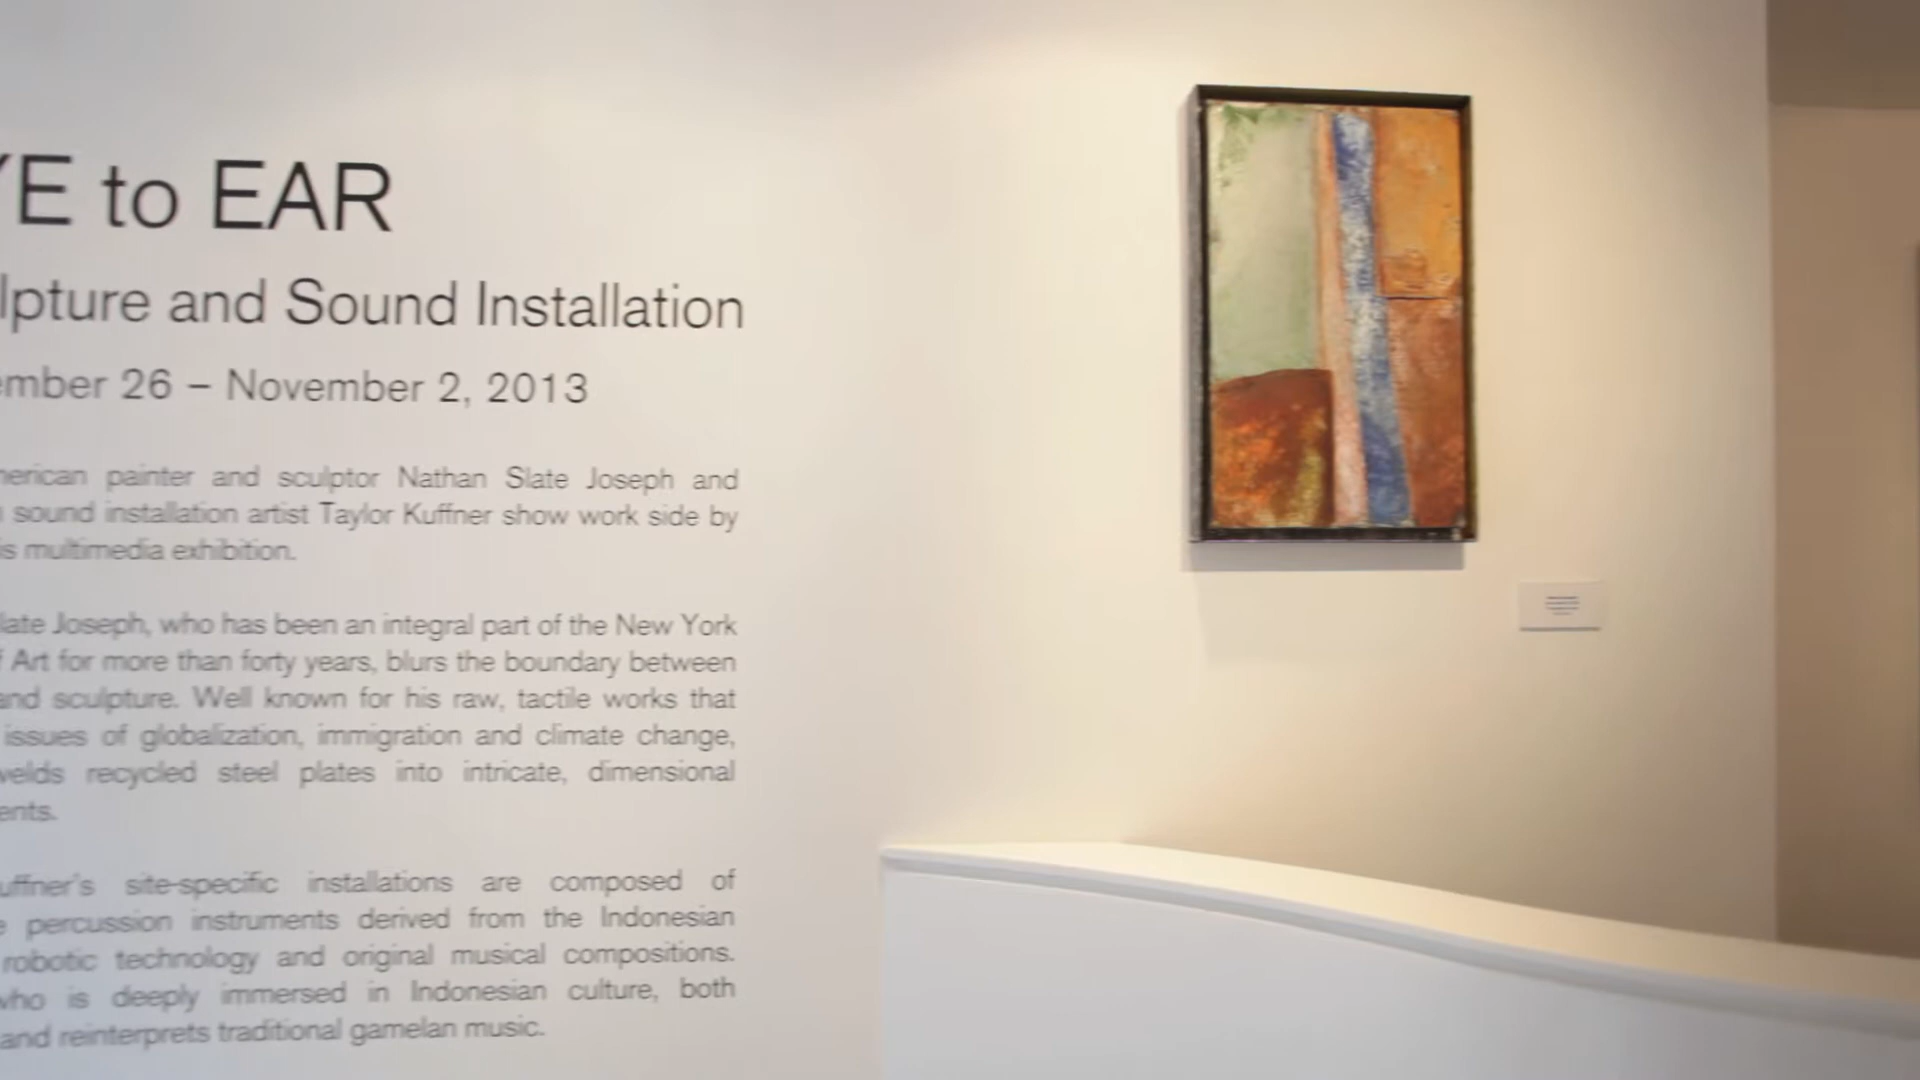 YE to EAR
lpture and Sound Installation
ember 26 – November 2, 2013
nerican painter and sculptor Nathan Slate Joseph and
sound installation artist Taylor Kuffner show work side by
is multimedia exhibition.
late Joseph, who has been an integral part of the New York
f Art for more than forty years, blurs the boundary between
and sculpture. Well known for his raw, tactile works that
issues of globalization, immigration and climate change,
welds recycled steel plates into intricate, dimensional
ents.
uffner's site-specific installations are composed of
e percussion instruments derived from the Indonesian
robotic technology and original musical compositions.
who is deeply immersed in Indonesian culture, both
and reinterprets traditional gamelan music.